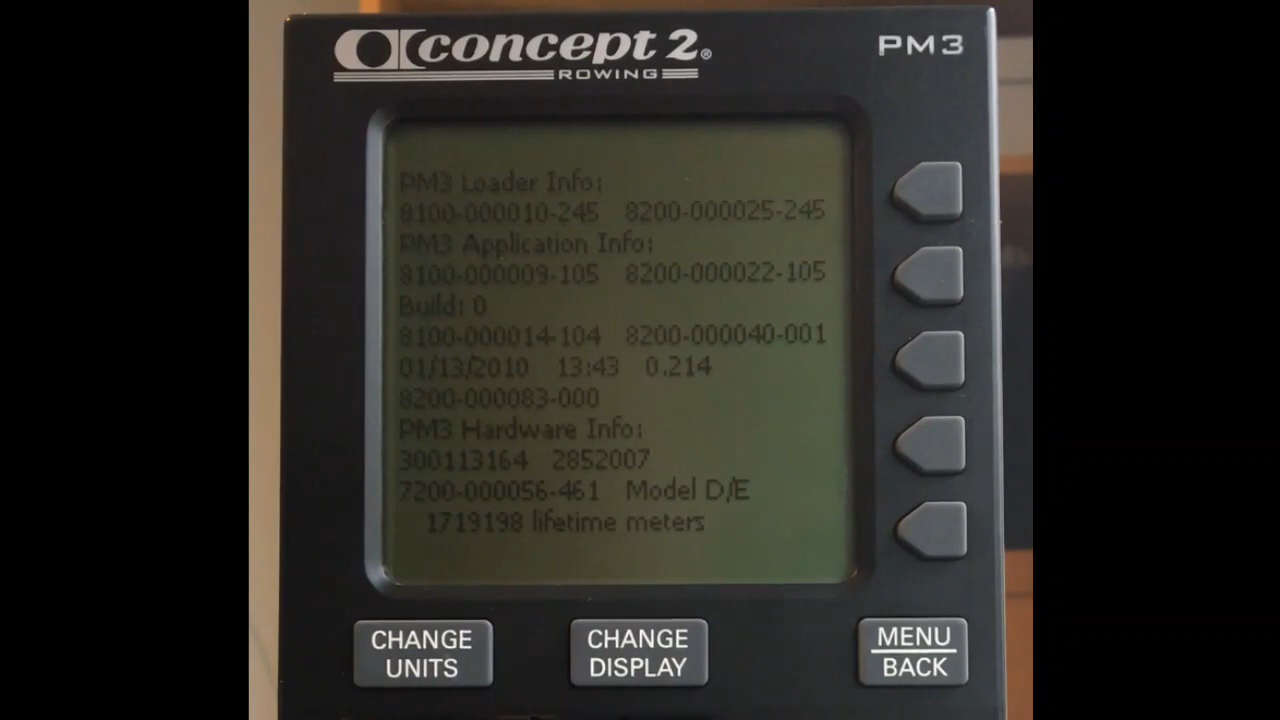 concept 2®
ROWING
PM3
PM3 Loader Info:
8100-000010-245 8200-000025-245
PM3 Application Info:
8100-000009-105 8200-000022-105
Build: 0
8100-000014-104 8200-000040-001
01/13/2010 13:43 0.214
8200-000083-000
PM3 Hardware Info:
300113164 2852007
7200-000056-461 Model D/E
1719198 lifetime meters
CHANGE
UNITS
CHANGE
DISPLAY
MENU
BACK